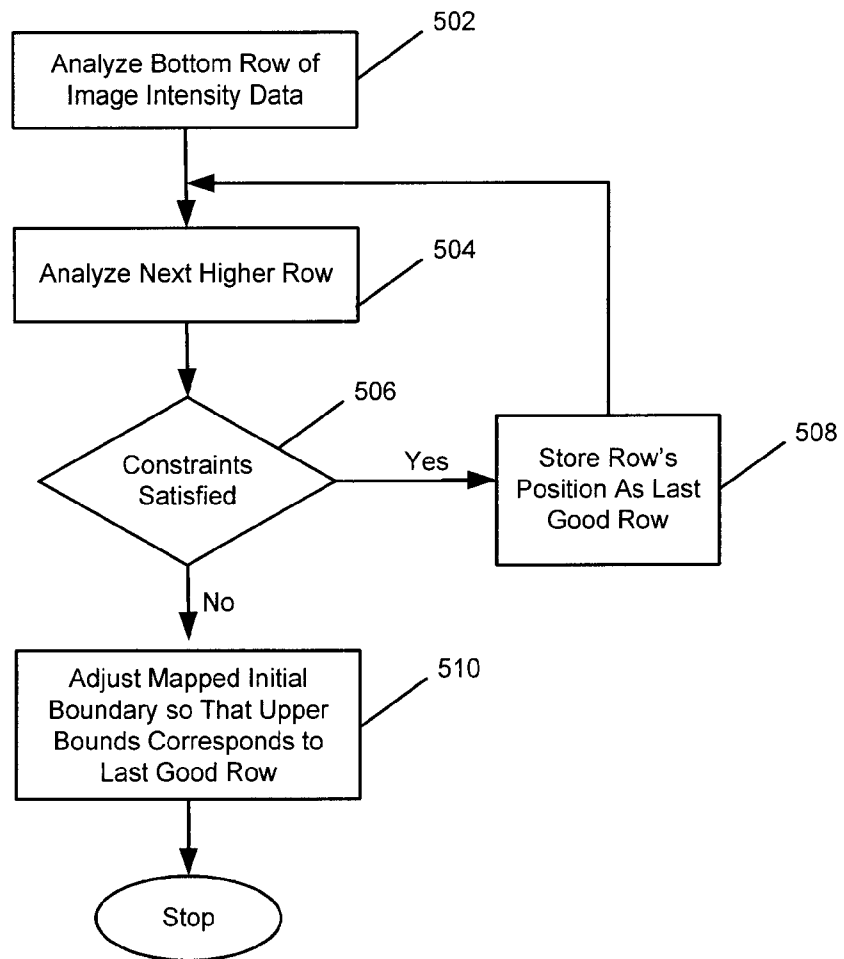 502
Analyze Bottom Row of
Image Intensity Data
504
Analyze Next Higher Row
506
Constraints
Satisfied
Yes
508
Store Row's
Position As Last
Good Row
No
510
Adjust Mapped Initial
Boundary so That Upper
Bounds Corresponds to
Last Good Row
Stop